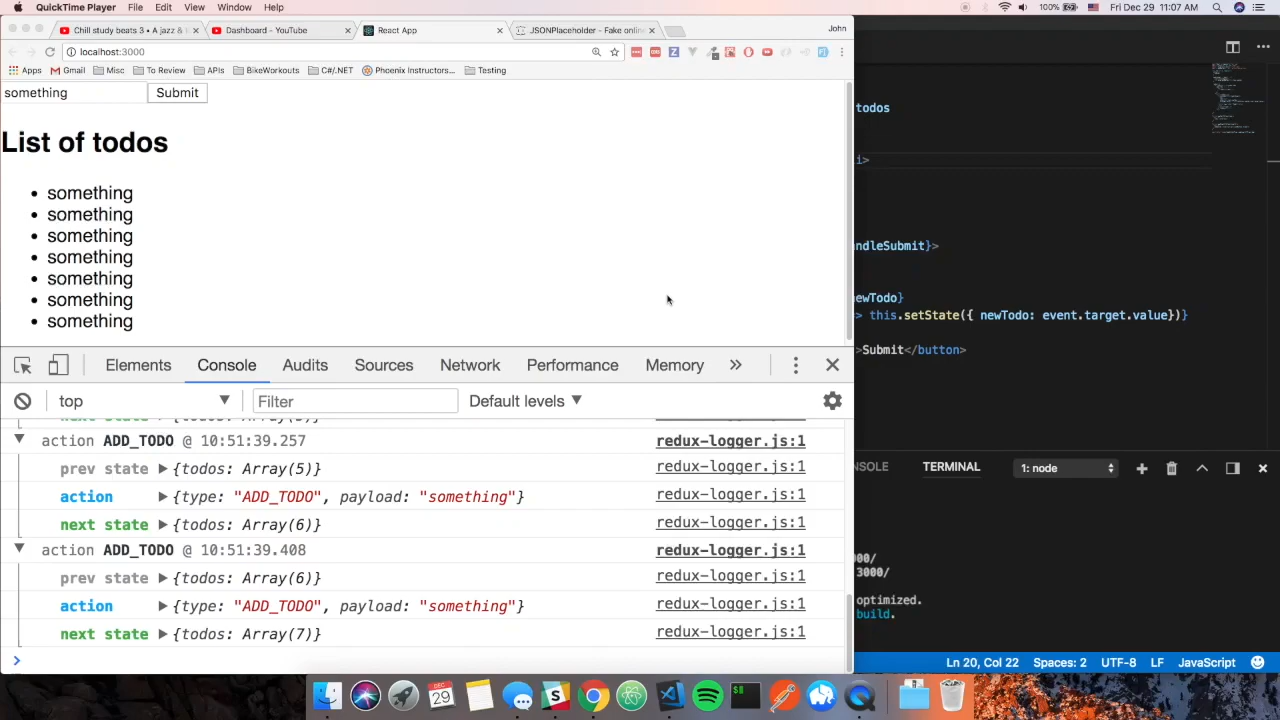 QuickTime Player File Edit View Window Help 100% Fri Dec 29 11:07 AM
Chill study beats 3 • A jazz & Dashboard - YouTube React App JSONPlaceholder - Fake online John
localhost:3000
Apps Gmail Misc To Review APIs BikeWorkouts C#/.NET Phoenix Instructors... Testing
something Submit
List of todos
• something
• something
• something
• something
• something
• something
• something
Elements Console Audits Sources Network Performance Memory »
top Filter Default levels
action ADD_TODO @ 10:51:39.257 redux-logger.js:1
prev state {todos: Array(5)} redux-logger.js:1
action {type: "ADD_TODO", payload: "something"} redux-logger.js:1
next state {todos: Array(6)} redux-logger.js:1
action ADD_TODO @ 10:51:39.408 redux-logger.js:1
prev state {todos: Array(6)} redux-logger.js:1
action {type: "ADD_TODO", payload: "something"} redux-logger.js:1
next state {todos: Array(7)} redux-logger.js:1
>
todos
i>
ndleSubmit}>
ewTodo}
> this.setState({ newTodo: event.target.value})}
>Submit</button>
SOLE TERMINAL 1: node
00/
3000/
optimized.
build.
Ln 20, Col 22 Spaces: 2 UTF-8 LF JavaScript
29